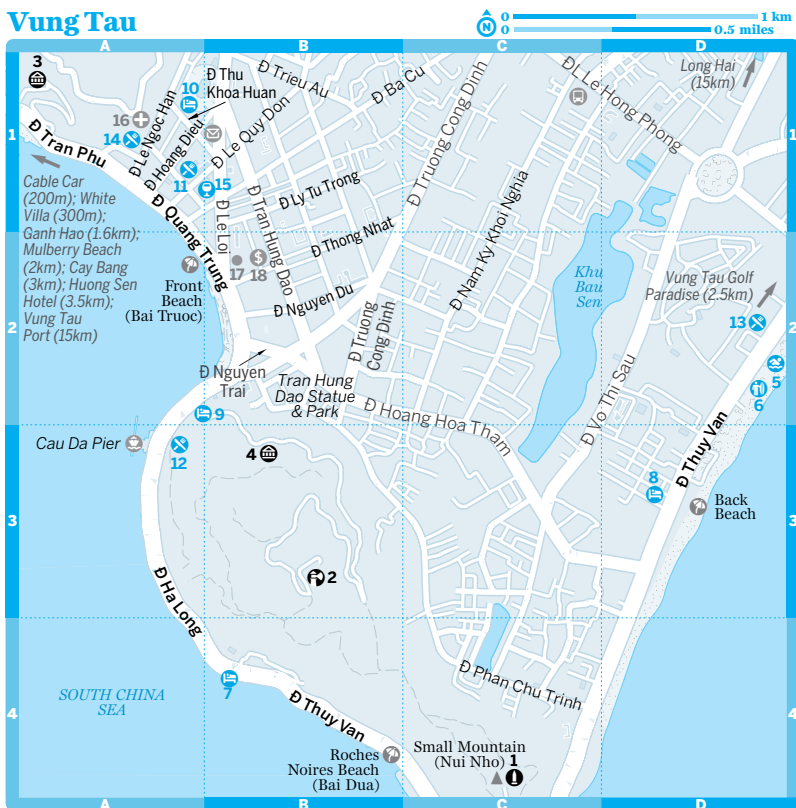 Vung Tau
N
0 1 km
0 0.5 miles
A B C D
3
10
Đ Thu
Khoa Huan
Đ Trieu Au
Đ Ba Cu
Đ Truong Cong Dinh
ĐL Le Hong Phong
Long Hai
(15km)
16
14
Đ Le Ngoc Han
Đ Hoang Dieu
Đ Le Quy Don
1
1
Đ Tran Phu
11
15
Đ Ly Tu Trong
Đ Nam Ky Khoi Nghia
Cable Car
(200m); White
Villa (300m);
Ganh Hao (1.6km);
Mulberry Beach
(2km); Cay Bang
(3km); Huong Sen
Hotel (3.5km);
Vung Tau
Port (15km)
Đ Quang Trung
Đ Le Loi
Đ Tran Hung Dao
Đ Thong Nhat
17
$
18
Front
Beach
(Bai Truoc)
Đ Nguyen Du
Đ Truong
Cong Dinh
Khu
Bau
Sen
Vung Tau Golf
Paradise (2.5km)
13
2
2
5
6
Đ Nguyen
Trai
Tran Hung
Dao Statue
& Park
Đ Hoang Hoa Tham
Đ Vo Thi Sau
Đ Thuy Van
9
Cau Da Pier
12
4
8
Back
Beach
3
3
2
Đ Ha Long
Đ Phan Chu Trinh
SOUTH CHINA
SEA
7
4
4
Đ Thuy Van
Roches
Noires Beach
(Bai Dua)
Small Mountain
(Nui Nho)
1
A B C D